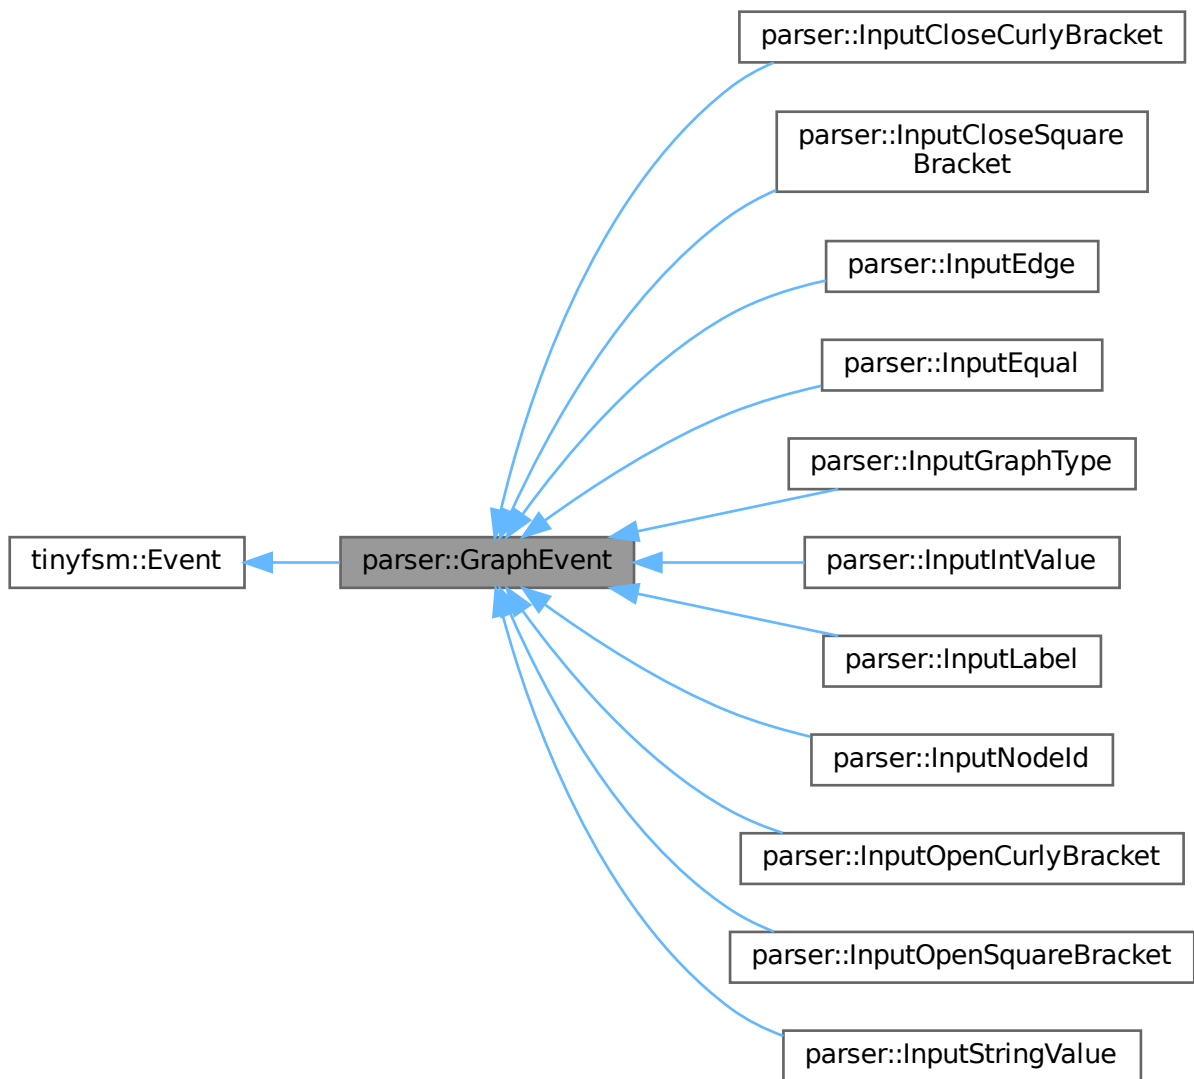 parser::InputCloseCurlyBracket
parser::InputCloseSquare
Bracket
parser::InputEdge
parser::InputEqual
parser::InputGraphType
tinyfsm::Event
parser::GraphEvent
parser::InputIntValue
parser::InputLabel
parser::InputNodeId
parser::InputOpenCurlyBracket
parser::InputOpenSquareBracket
parser::InputStringValue